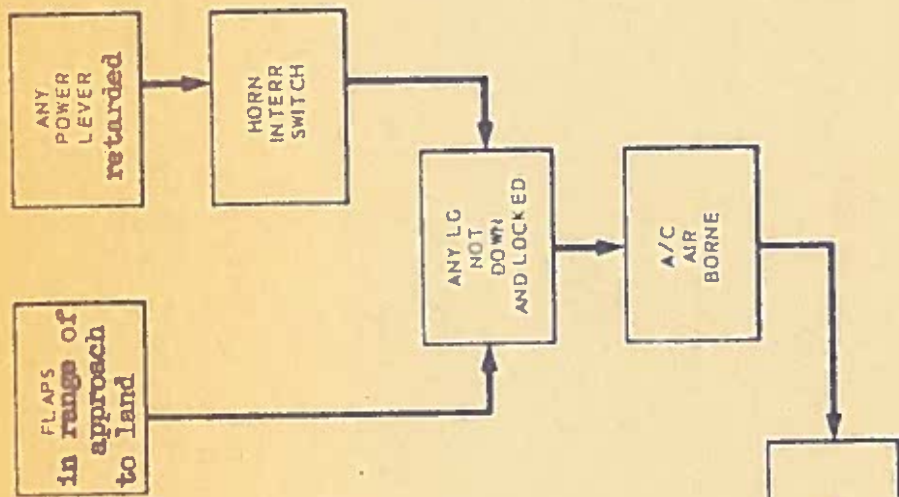 ANY
POWER
LEVER
retarded
HORN
INTERR
SWITCH
FLAPS
in range of
approach
to land
ANY LG
NOT
DOWN
AND LOCKED
A/C
AIR
BORNE